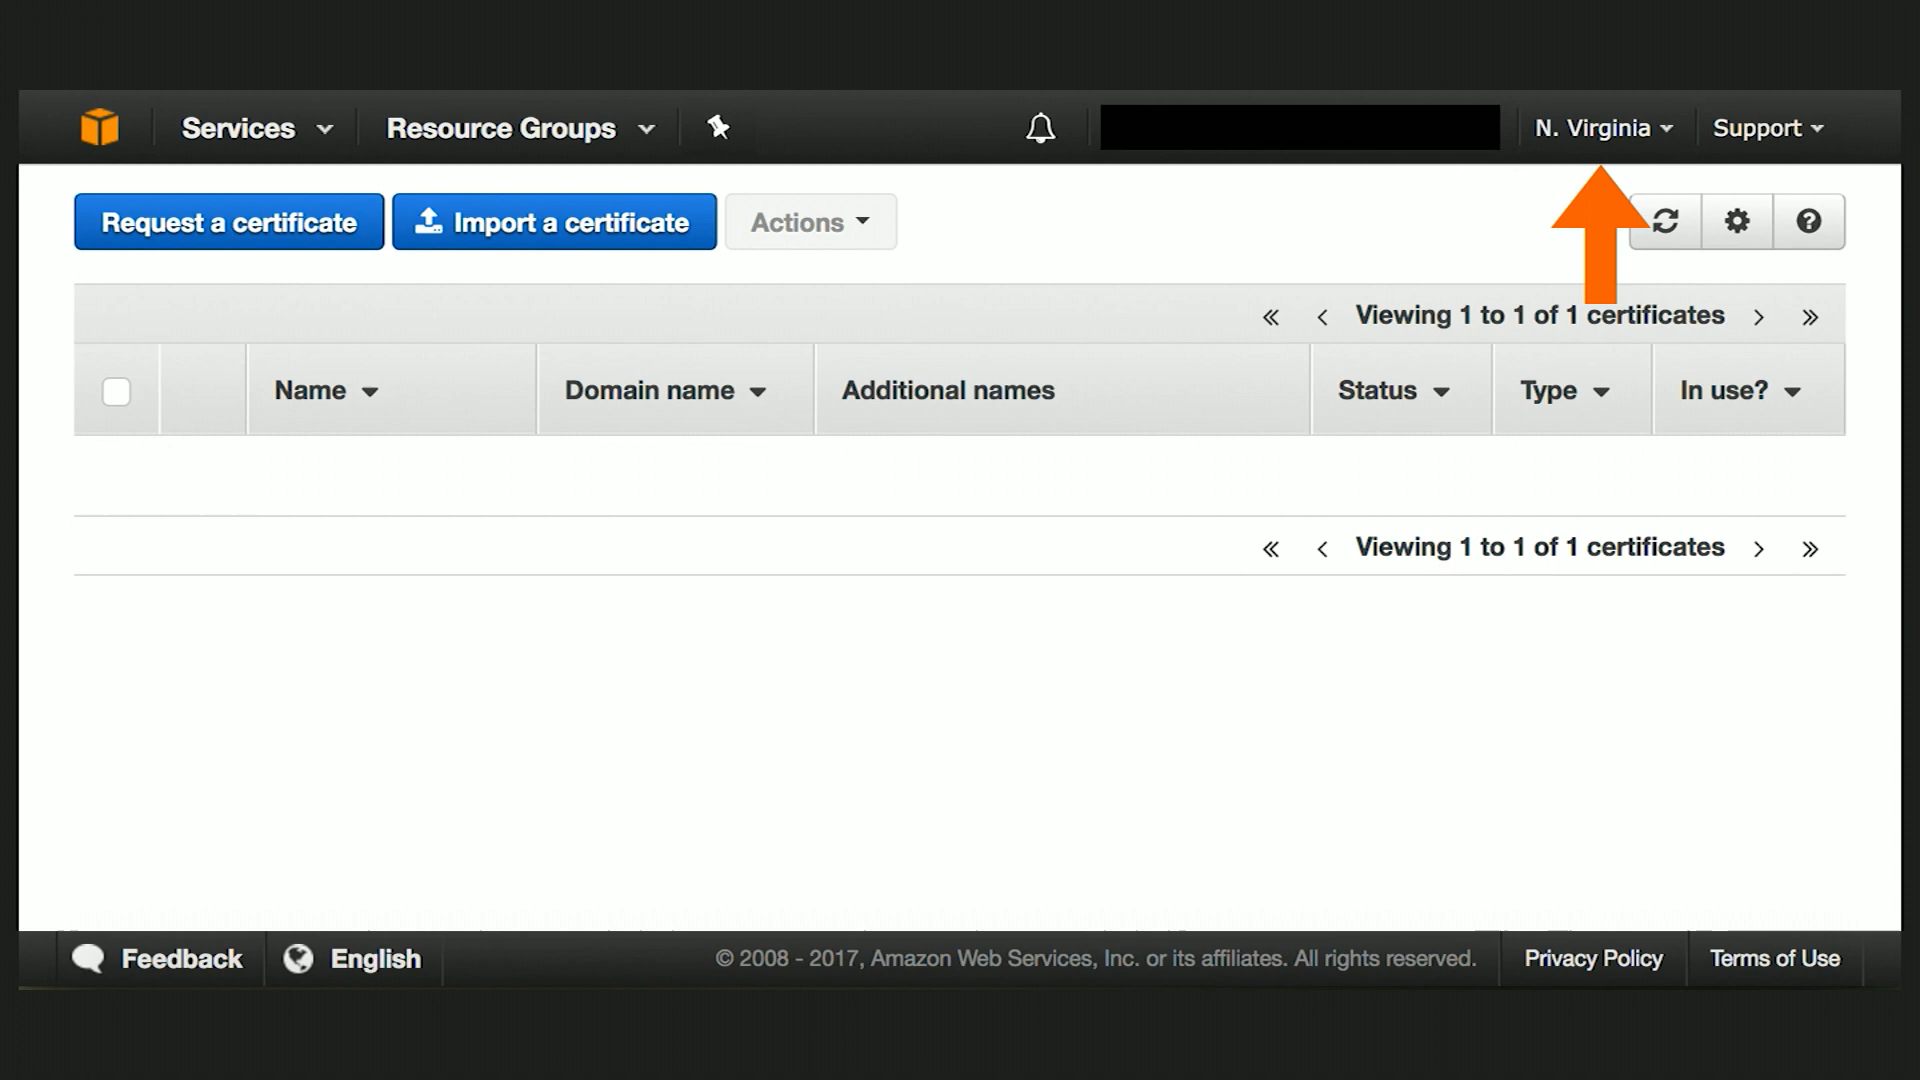 Services Resource Groups N. Virginia Support
Request a certificate Import a certificate Actions
« ‹ Viewing 1 to 1 of 1 certificates › »
Name Domain name Additional names Status Type In use?
« ‹ Viewing 1 to 1 of 1 certificates › »
Feedback English © 2008 - 2017, Amazon Web Services, Inc. or its affiliates. All rights reserved. Privacy Policy Terms of Use